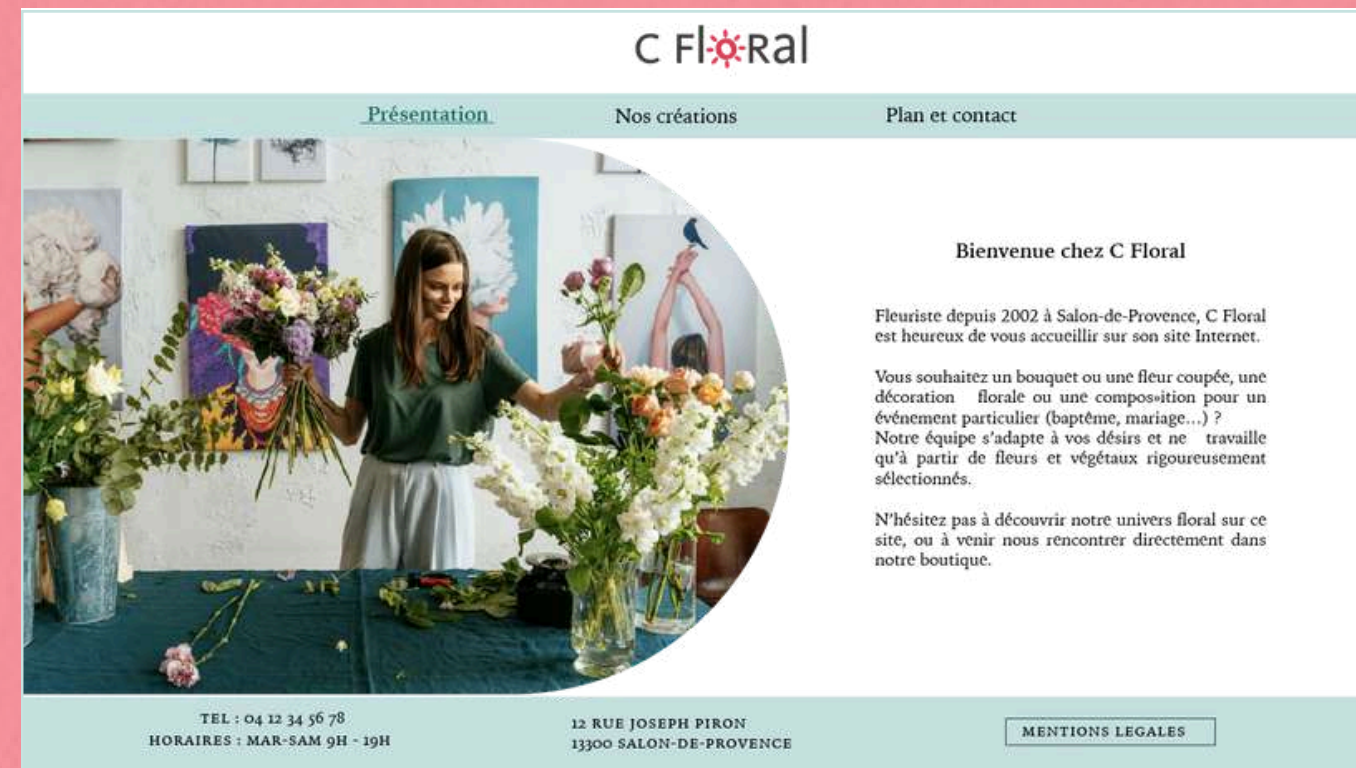 C FloRal
Présentation
Nos créations
Plan et contact
Bienvenue chez C Floral
Fleuriste depuis 2002 à Salon-de-Provence, C Floral
est heureux de vous accueillir sur son site Internet.
Vous souhaitez un bouquet ou une fleur coupée, une
décoration florale ou une compos»ition pour un
événement particulier (baptême, mariage...) ?
Notre équipe s'adapte à vos désirs et ne travaille
qu'à partir de fleurs et végétaux rigoureusement
sélectionnés.
N'hésitez pas à découvrir notre univers floral sur ce
site, ou à venir nous rencontrer directement dans
notre boutique.
TEL : 04 12 34 56 78
HORAIRES : MAR-SAM 9H - 19H
12 RUE JOSEPH PIRON
13300 SALON-DE-PROVENCE
MENTIONS LEGALES